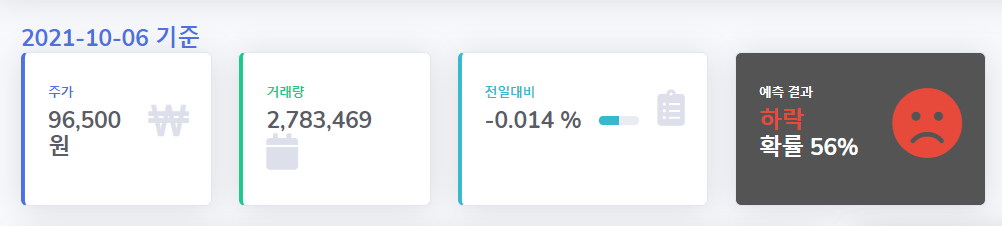 2021-10-06 기준
주가
96,500
원
거래량
2,783,469
전일대비
-0.014 %
예측 결과
하락
확률 56%